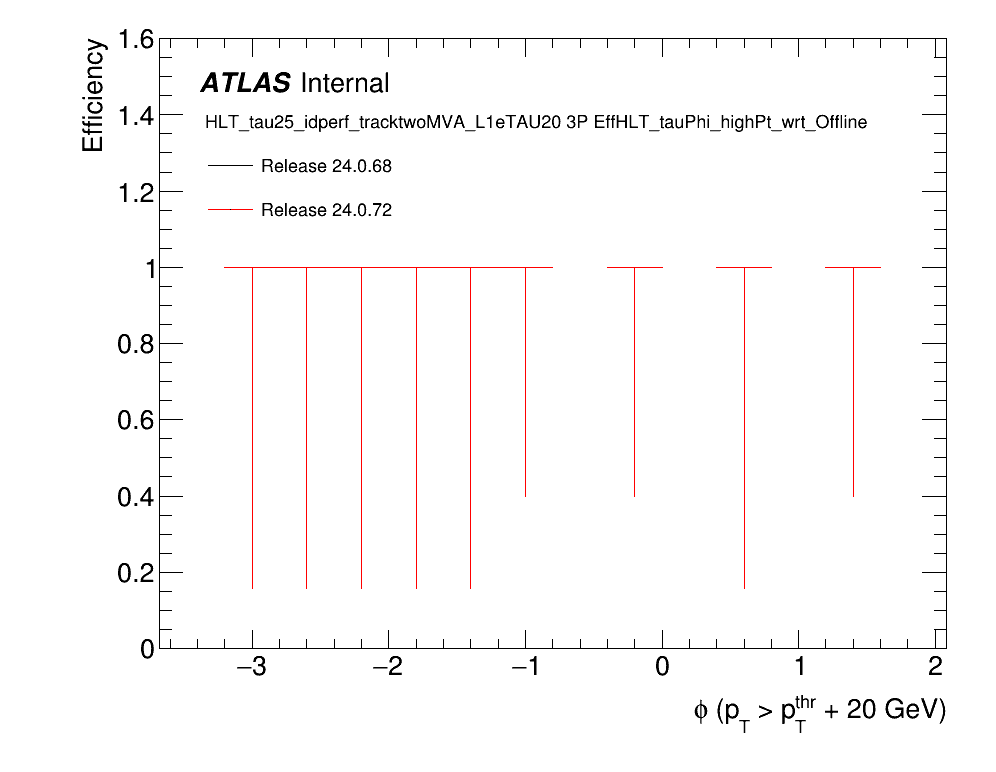 1.6
1.4
1.2
1
0.8
0.6
0.4
0.2
0
Efficiency
ATLAS Internal
HLT_tau25_idperf_tracktwoMVA_L1eTAU20 3P EffHLT_tauPhi_highPt_wrt_Offline
Release 24.0.68
Release 24.0.72
−3 −2 −1 0 1 2
ϕ (p_T > p_T^thr + 20 GeV)